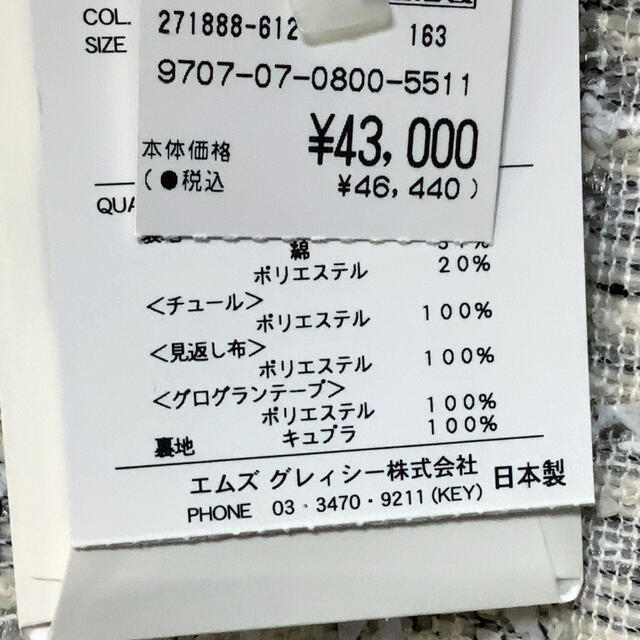 COL.
SIZE
271888-612
163
9707-07-0800-5511
本体価格 ¥43,000
(●税込 ¥46,440)
QUA
綿
ポリエステル 20%
<チュール>
ポリエステル 100%
<見返し布>
ポリエステル 100%
<グログランテープ>
ポリエステル 100%
裏地 キュプラ 100%
エムズ グレィシー株式会社
PHONE 03・3470・9211(KEY) 日本製